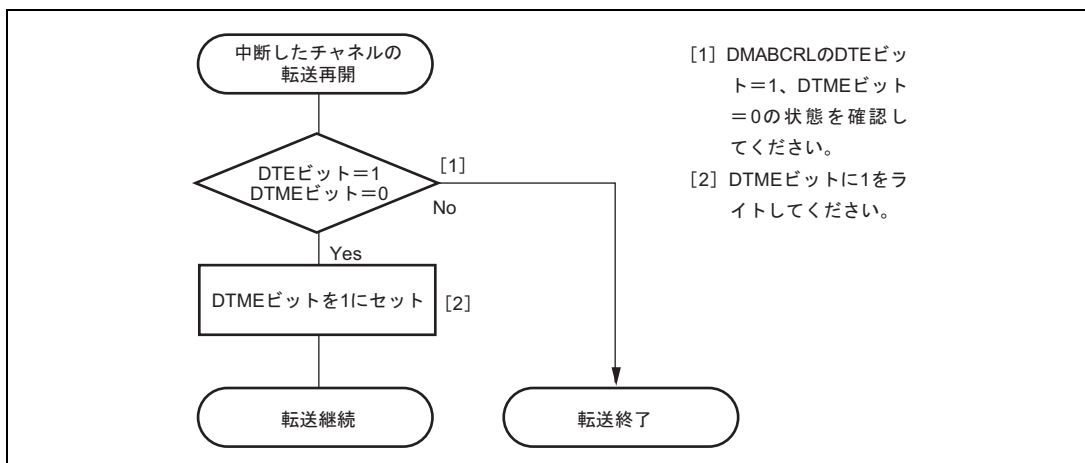 中断したチャネルの
転送再開
DTEビット＝1
DTMEビット＝0
[1]
No
Yes
DTMEビットを1にセット
[2]
転送継続
転送終了
[1] DMABCRLのDTEビッ
ト＝1、DTMEビット
＝0の状態を確認し
てください。
[2] DTMEビットに1をラ
イトしてください。